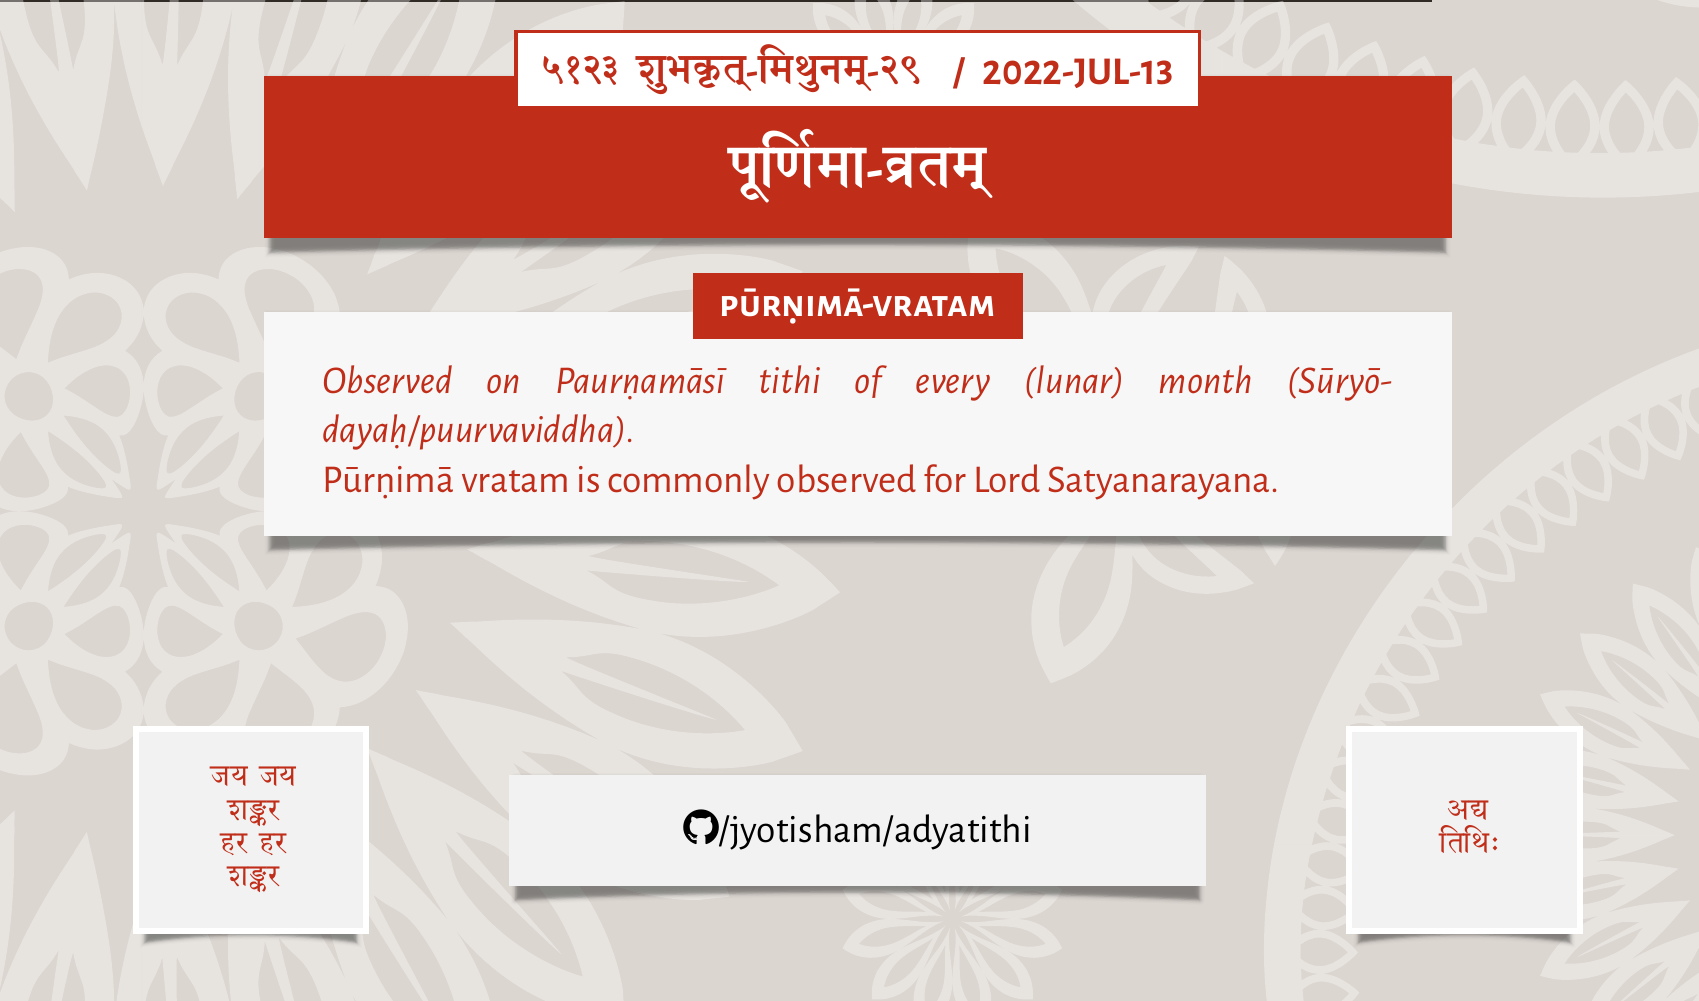 ५१२३ शुभकृत्-मिथुनम्-२९ / 2022-JUL-13
पूर्णिमा-व्रतम्
PŪRṆIMĀ-VRATAM
Observed on Paurṇamāsī tithi of every (lunar) month (Sūryō-
dayaḥ/puurvaviddha).
Pūrṇimā vratam is commonly observed for Lord Satyanarayana.
जय जय
शङ्कर
हर हर
शङ्कर
/jyotisham/adyatithi
अद्य
तिथिः